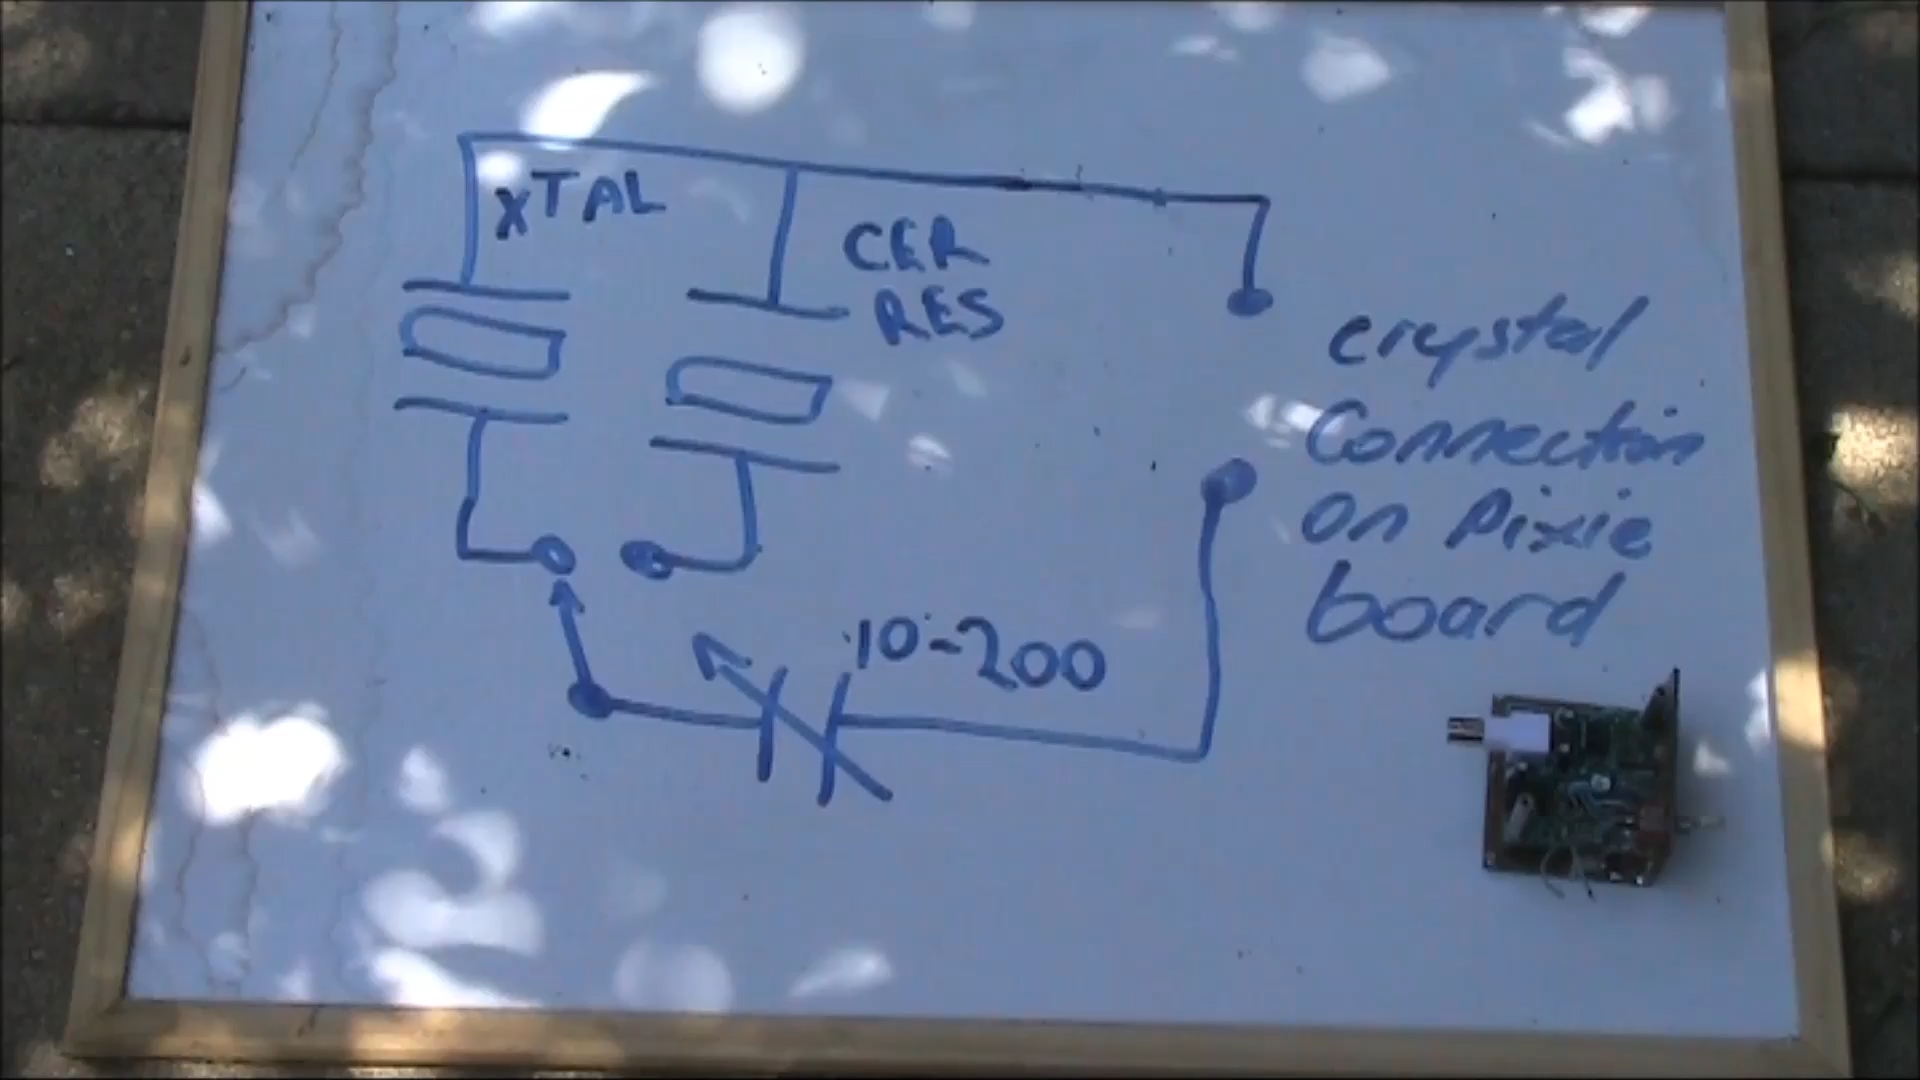 XTAL
CER
RES
crystal
Connection
on Pixie
board
10-200